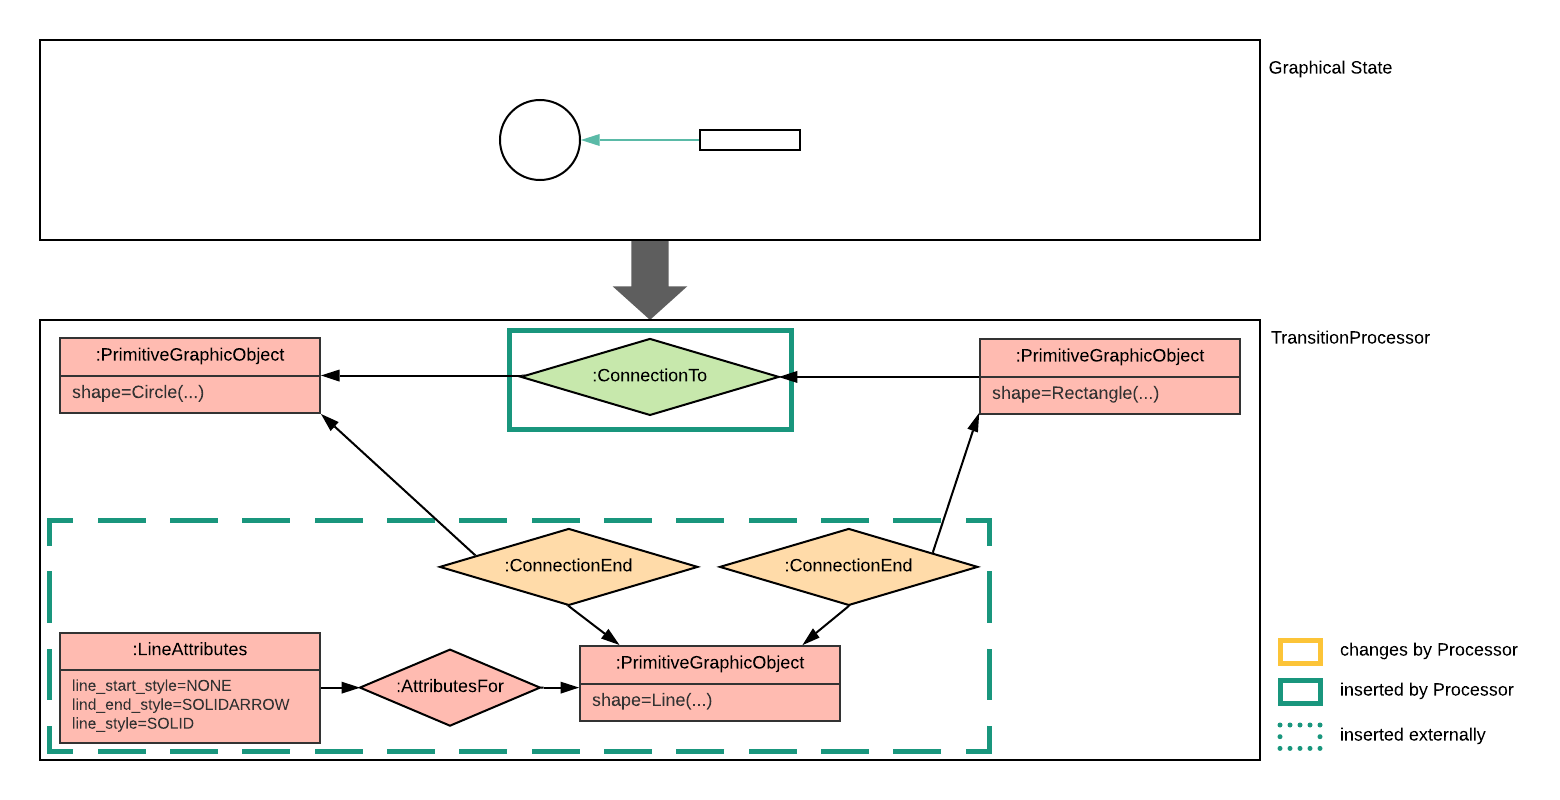 Graphical State
TransitionProcessor
:PrimitiveGraphicObject
shape=Circle(...)
:ConnectionTo
:PrimitiveGraphicObject
shape=Rectangle(...)
:ConnectionEnd
:ConnectionEnd
:LineAttributes
line_start_style=NONE
lind_end_style=SOLIDARROW
line_style=SOLID
:AttributesFor
:PrimitiveGraphicObject
shape=Line(...)
changes by Processor
inserted by Processor
inserted externally